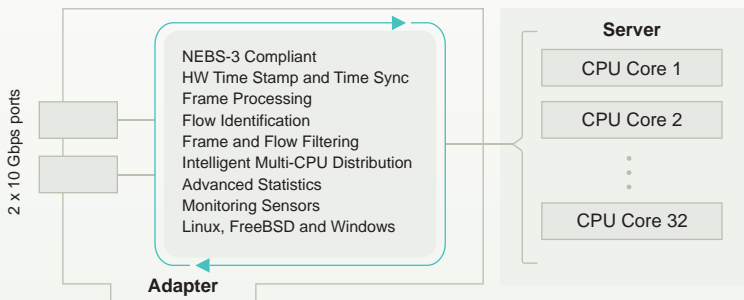 2 x 10 Gbps ports
NEBS-3 Compliant
HW Time Stamp and Time Sync
Frame Processing
Flow Identification
Frame and Flow Filtering
Intelligent Multi-CPU Distribution
Advanced Statistics
Monitoring Sensors
Linux, FreeBSD and Windows
Adapter
Server
CPU Core 1
CPU Core 2
CPU Core 32